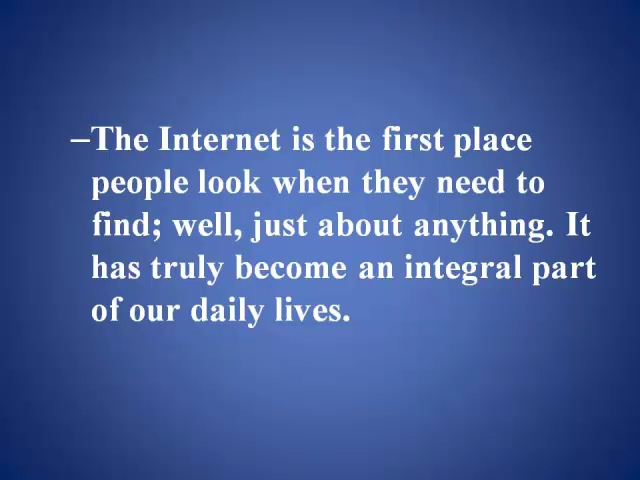 –The Internet is the first place
people look when they need to
find; well, just about anything. It
has truly become an integral part
of our daily lives.